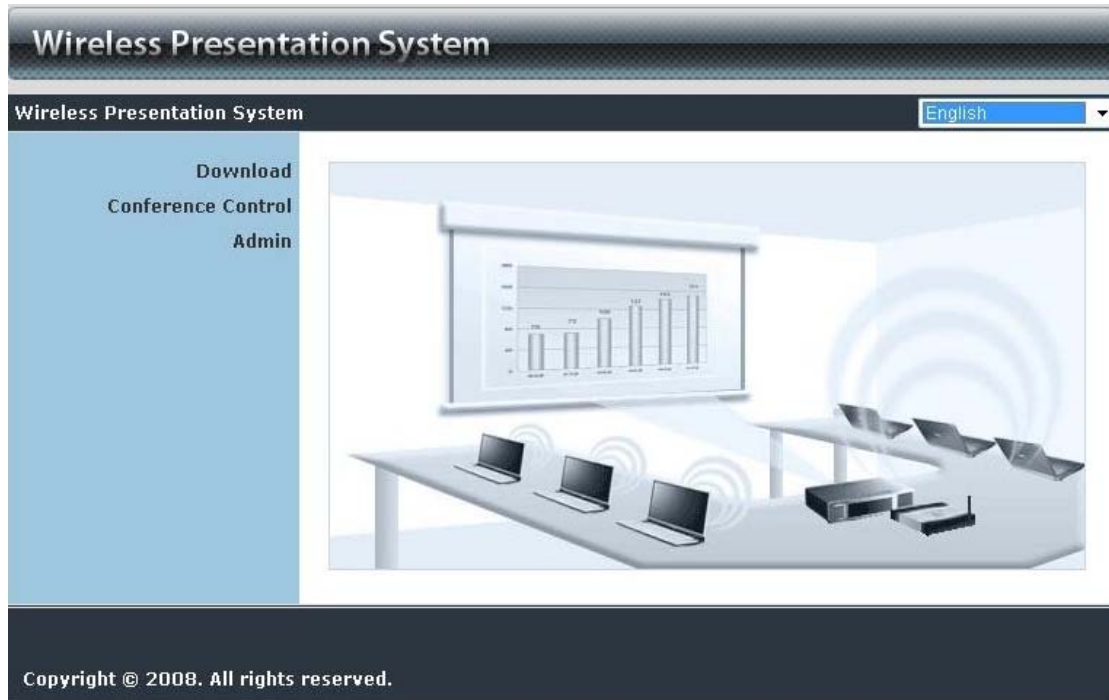 Wireless Presentation System
Wireless Presentation System
English
Download
Conference Control
Admin
Copyright © 2008. All rights reserved.